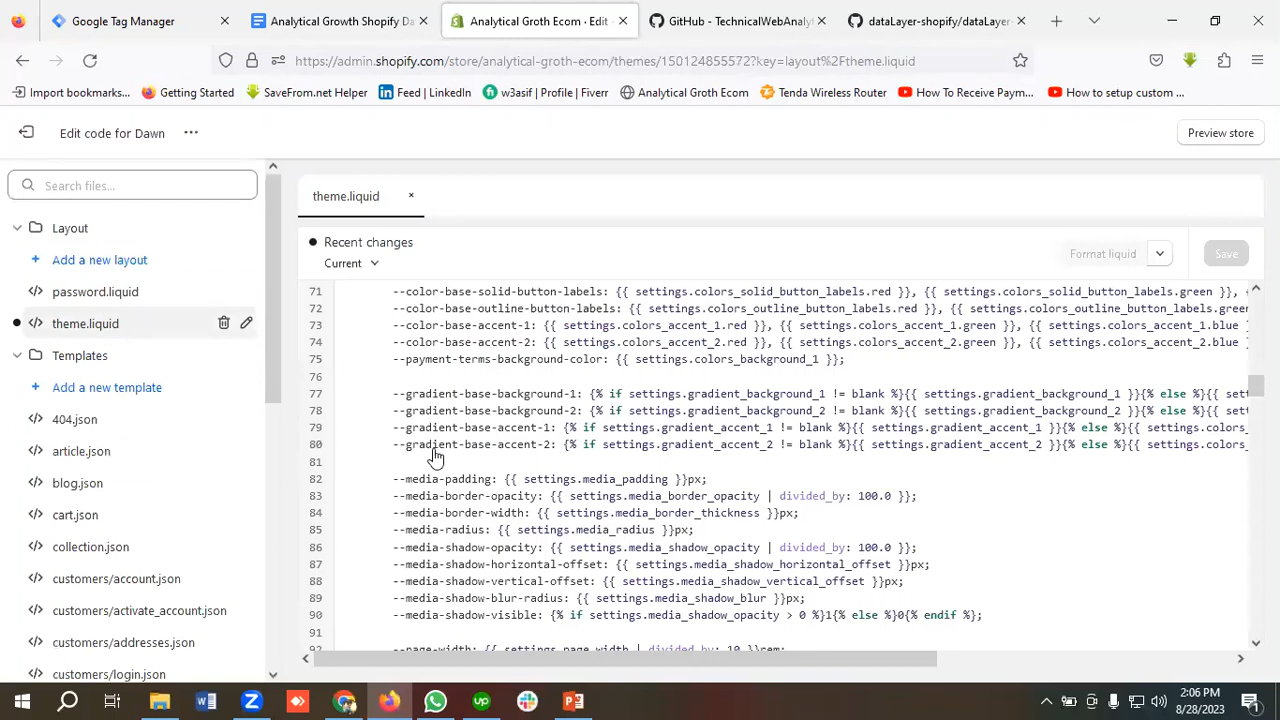 Google Tag Manager
Analytical Growth Shopify Da
Analytical Groth Ecom · Edit
GitHub - TechnicalWebAnaly
dataLayer-shopify/dataLayer-
https://admin.shopify.com/store/analytical-groth-ecom/themes/150124855572?key=layout%2Ftheme.liquid
Import bookmarks...
Getting Started
SaveFrom.net Helper
Feed | LinkedIn
w3asif | Profile | Fiverr
Analytical Groth Ecom
Tenda Wireless Router
How To Receive Paym...
How to setup custom ...
Edit code for Dawn
Preview store
Search files...
Layout
Add a new layout
password.liquid
theme.liquid
Templates
Add a new template
404.json
article.json
blog.json
cart.json
collection.json
customers/account.json
customers/activate_account.json
customers/addresses.json
customers/login.json
theme.liquid
Recent changes
Current
Format liquid
Save
71 --color-base-solid-button-labels: {{ settings.colors_solid_button_labels.red }}, {{ settings.colors_solid_button_labels.green }},
72 --color-base-outline-button-labels: {{ settings.colors_outline_button_labels.red }}, {{ settings.colors_outline_button_labels.green
73 --color-base-accent-1: {{ settings.colors_accent_1.red }}, {{ settings.colors_accent_1.green }}, {{ settings.colors_accent_1.blue
74 --color-base-accent-2: {{ settings.colors_accent_2.red }}, {{ settings.colors_accent_2.green }}, {{ settings.colors_accent_2.blue
75 --payment-terms-background-color: {{ settings.colors_background_1 }};
76
77 --gradient-base-background-1: {% if settings.gradient_background_1 != blank %}{{ settings.gradient_background_1 }}{% else %}{{
78 --gradient-base-background-2: {% if settings.gradient_background_2 != blank %}{{ settings.gradient_background_2 }}{% else %}{{
79 --gradient-base-accent-1: {% if settings.gradient_accent_1 != blank %}{{ settings.gradient_accent_1 }}{% else %}{{ settings.colors_
80 --gradient-base-accent-2: {% if settings.gradient_accent_2 != blank %}{{ settings.gradient_accent_2 }}{% else %}{{ settings.colors_
81
82 --media-padding: {{ settings.media_padding }}px;
83 --media-border-opacity: {{ settings.media_border_opacity | divided_by: 100.0 }};
84 --media-border-width: {{ settings.media_border_thickness }}px;
85 --media-radius: {{ settings.media_radius }}px;
86 --media-shadow-opacity: {{ settings.media_shadow_opacity | divided_by: 100.0 }};
87 --media-shadow-horizontal-offset: {{ settings.media_shadow_horizontal_offset }}px;
88 --media-shadow-vertical-offset: {{ settings.media_shadow_vertical_offset }}px;
89 --media-shadow-blur-radius: {{ settings.media_shadow_blur }}px;
90 --media-shadow-visible: {% if settings.media_shadow_opacity > 0 %}1{% else %}0{% endif %};
91
92 --page-width: {{ settings.page_width | divided_by: 10 }}rem;
2:06 PM
8/28/2023